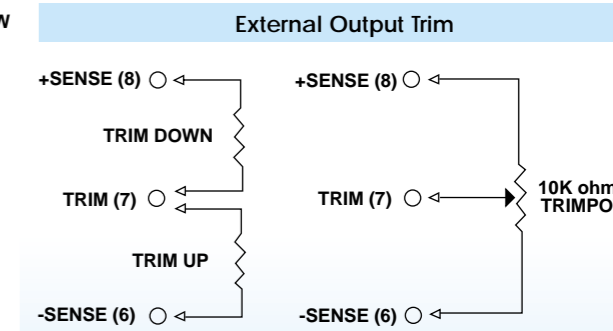 W
External Output Trim
+SENSE (8)
TRIM DOWN
TRIM (7)
TRIM UP
-SENSE (6)
+SENSE (8)
TRIM (7)
10K ohm
TRIMPO
-SENSE (6)